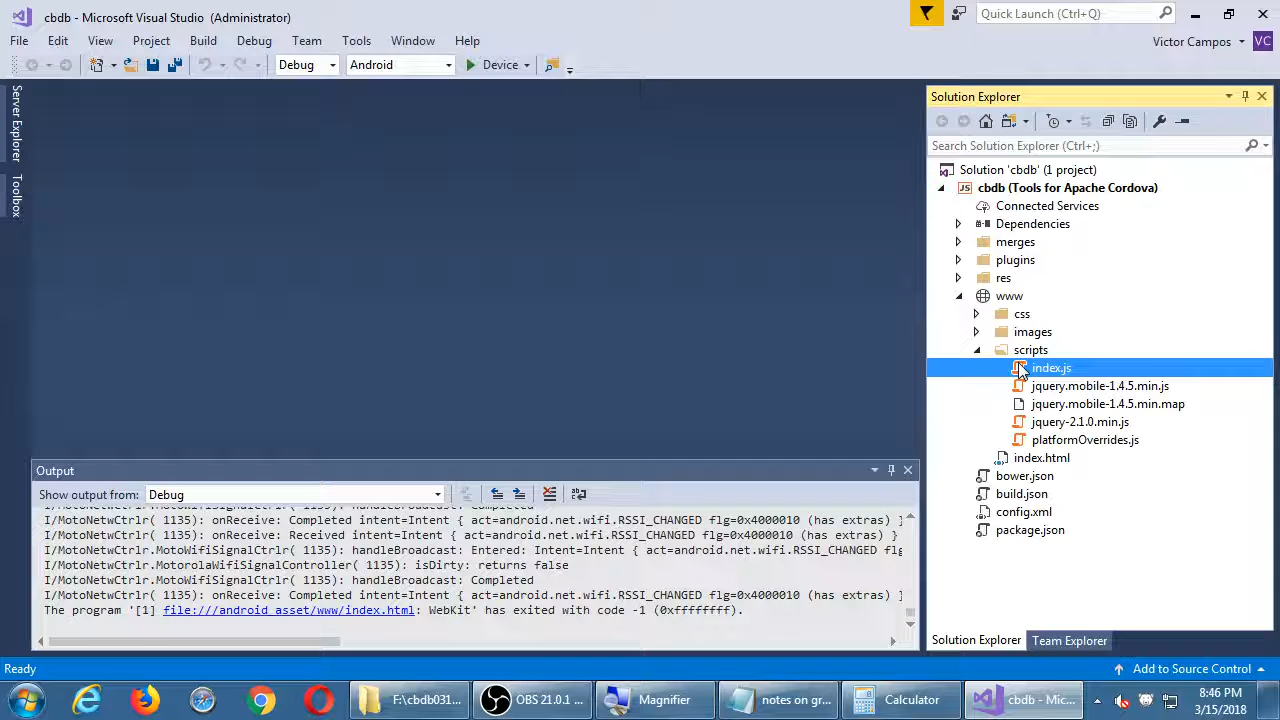 cbdb - Microsoft Visual Studio (Administrator)
Quick Launch (Ctrl+Q)
File Edit View Project Build Debug Team Tools Window Help
Victor Campos VC
Debug Android Device
Server Explorer
Toolbox
Solution Explorer
Search Solution Explorer (Ctrl+;)
Solution 'cbdb' (1 project)
JS cbdb (Tools for Apache Cordova)
Connected Services
Dependencies
merges
plugins
res
www
css
images
scripts
index.js
jquery.mobile-1.4.5.min.js
jquery.mobile-1.4.5.min.map
jquery-2.1.0.min.js
platformOverrides.js
index.html
bower.json
build.json
config.xml
package.json
Solution Explorer Team Explorer
Output
Show output from: Debug
I/MotoNetwCtrlr( 1135): onReceive: Completed intent=Intent { act=android.net.wifi.RSSI_CHANGED flg=0x4000010 (has extras) }
I/MotoNetwCtrlr( 1135): onReceive: Received intent=Intent { act=android.net.wifi.RSSI_CHANGED flg=0x4000010 (has extras) }
I/MotoNetwCtrlr.MotoWifiSignalCtrlr( 1135): handleBroadcast: Entered: Intent=Intent { act=android.net.wifi.RSSI_CHANGED flg
I/MotoNetwCtrlr.MotorolaWifiSignalController( 1135): isDirty: returns false
I/MotoNetwCtrlr.MotoWifiSignalCtrlr( 1135): handleBroadcast: Completed
I/MotoNetwCtrlr( 1135): onReceive: Completed intent=Intent { act=android.net.wifi.RSSI_CHANGED flg=0x4000010 (has extras) }
The program '[1] file:///android_asset/www/index.html: WebKit' has exited with code -1 (0xffffffff).
Ready
Add to Source Control
F:\cbdb031...
OBS 21.0.1 ...
Magnifier
notes on gr...
Calculator
cbdb - Mic...
8:46 PM
3/15/2018